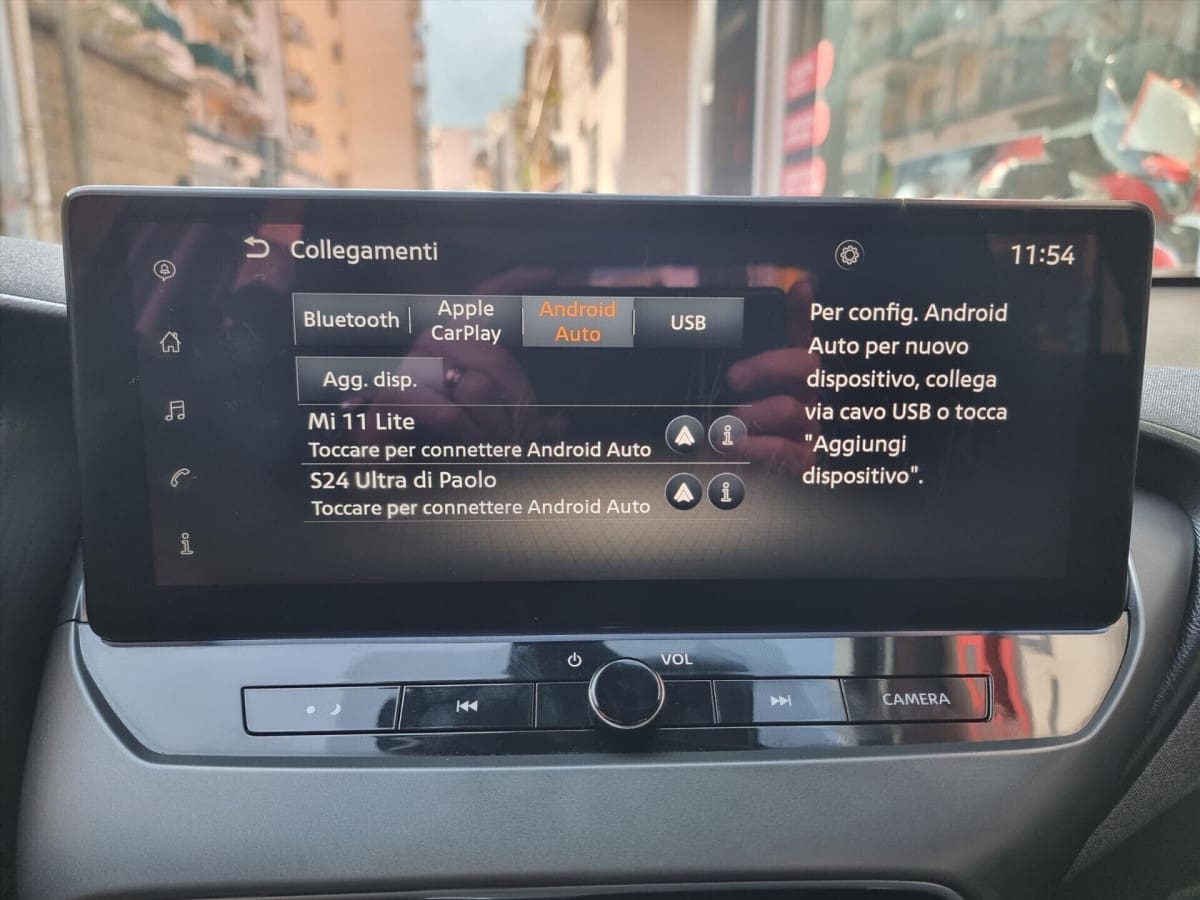 Collegamenti
11:54
Bluetooth
Apple
CarPlay
Android
Auto
USB
Agg. disp.
Mi 11 Lite
Toccare per connettere Android Auto
S24 Ultra di Paolo
Toccare per connettere Android Auto
Per config. Android
Auto per nuovo
dispositivo, collega
via cavo USB o tocca
"Aggiungi
dispositivo".
VOL
CAMERA